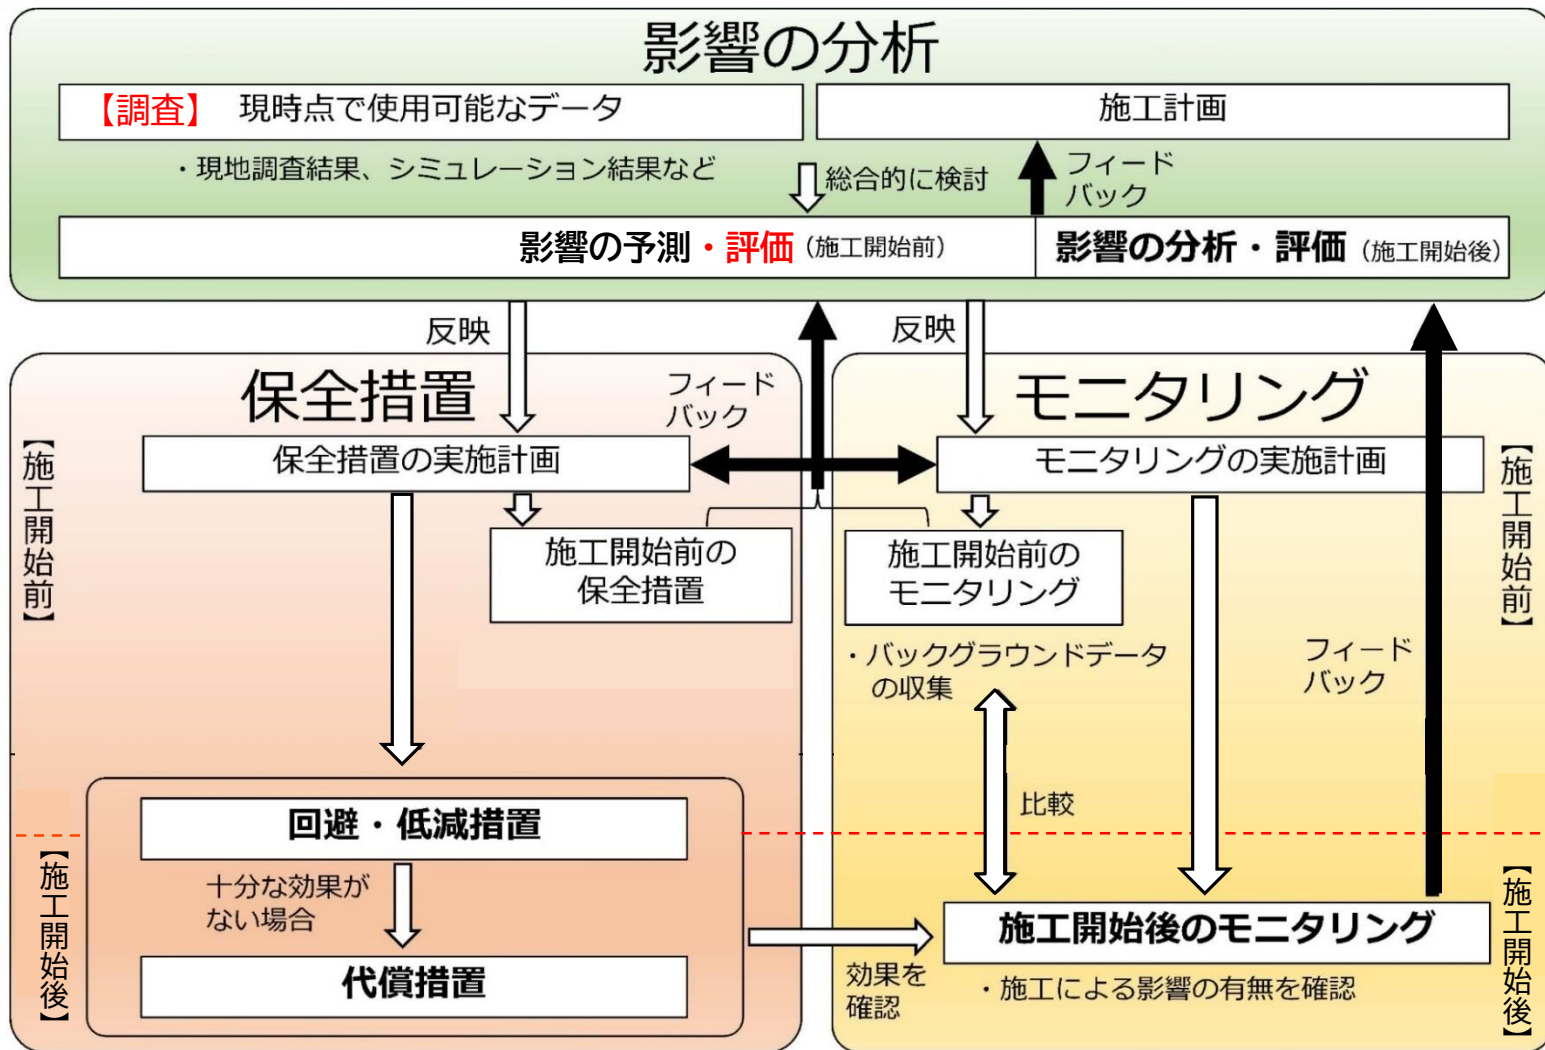 影響の分析
【調査】 現時点で使用可能なデータ
施工計画
・現地調査結果、シミュレーション結果など
総合的に検討
フィード
バック
影響の予測・評価（施工開始前）
影響の分析・評価（施工開始後）
反映
反映
保全措置
フィード
バック
モニタリング
【施工開始前】
保全措置の実施計画
モニタリングの実施計画
【施工開始前】
施工開始前の
保全措置
施工開始前の
モニタリング
・バックグラウンドデータ
の収集
フィード
バック
比較
回避・低減措置
【施工開始後】
十分な効果が
ない場合
代償措置
効果を
確認
施工開始後のモニタリング
・施工による影響の有無を確認
【施工開始後】